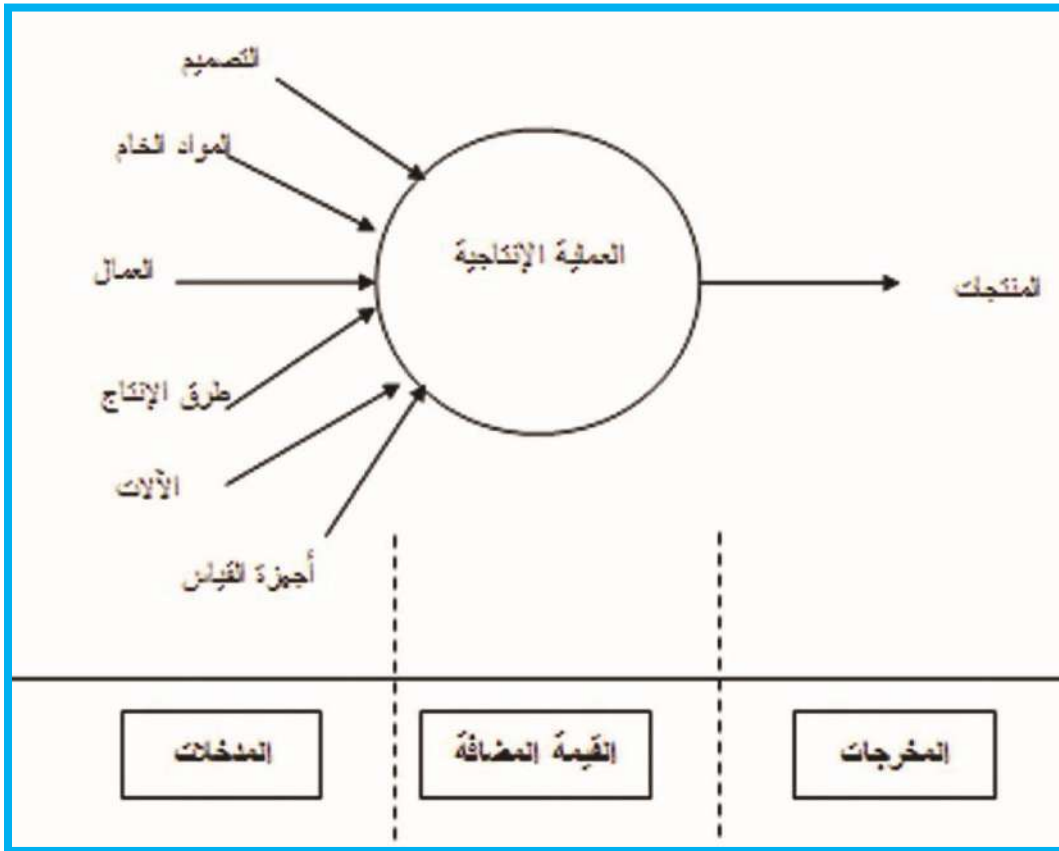 التصميم
المواد الخام
العمال
طرق الإنتاج
الآلات
أجهزة القياس
العملية الإنتاجية
المنتجات
المدخلات
القيمة المضافة
المخرجات